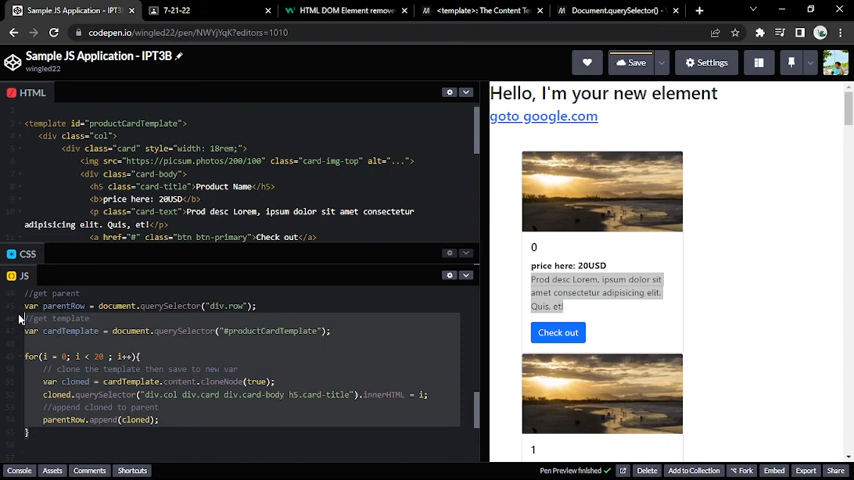 Sample JS Application - IPT3B
7-21-22
HTML DOM Element remove
<template>: The Content Te
Document.querySelector() -
codepen.io/wingled22/pen/NWYjYqK?editores=1010
Sample JS Application - IPT3B
wingled22
Save
Settings
HTML
<template id="productCardTemplate">
<div class="col">
<div class="card" style="width: 18rem;">
<img src="https://picsum.photos/200/100" class="card-img-top" alt="...">
<div class="card-body">
<h5 class="card-title">Product Name</h5>
<b>price here: 20USD</b>
<p class="card-text">Prod desc Lorem, ipsum dolor sit amet consectetur
adipisicing elit. Quis, et!</p>
<a href="#" class="btn btn-primary">Check out</a>
CSS
JS
//get parent
var parentRow = document.querySelector("div.row");
//get template
var cardTemplate = document.querySelector("#productCardTemplate");
for(i = 0; i < 20 ; i++){
// clone the template then save to new var
var cloned = cardTemplate.content.cloneNode(true);
cloned.querySelector("div.col div.card div.card-body h5.card-title").innerHTML = i;
//append cloned to parent
parentRow.append(cloned);
}
Hello, I'm your new element
goto google.com
0
price here: 20USD
Prod desc Lorem, ipsum dolor sit
amet consectetur adipisicing elit.
Quis, et!
Check out
1
Console
Assets
Comments
Shortcuts
Pen Preview finished
Delete
Add to Collection
Fork
Embed
Export
Share